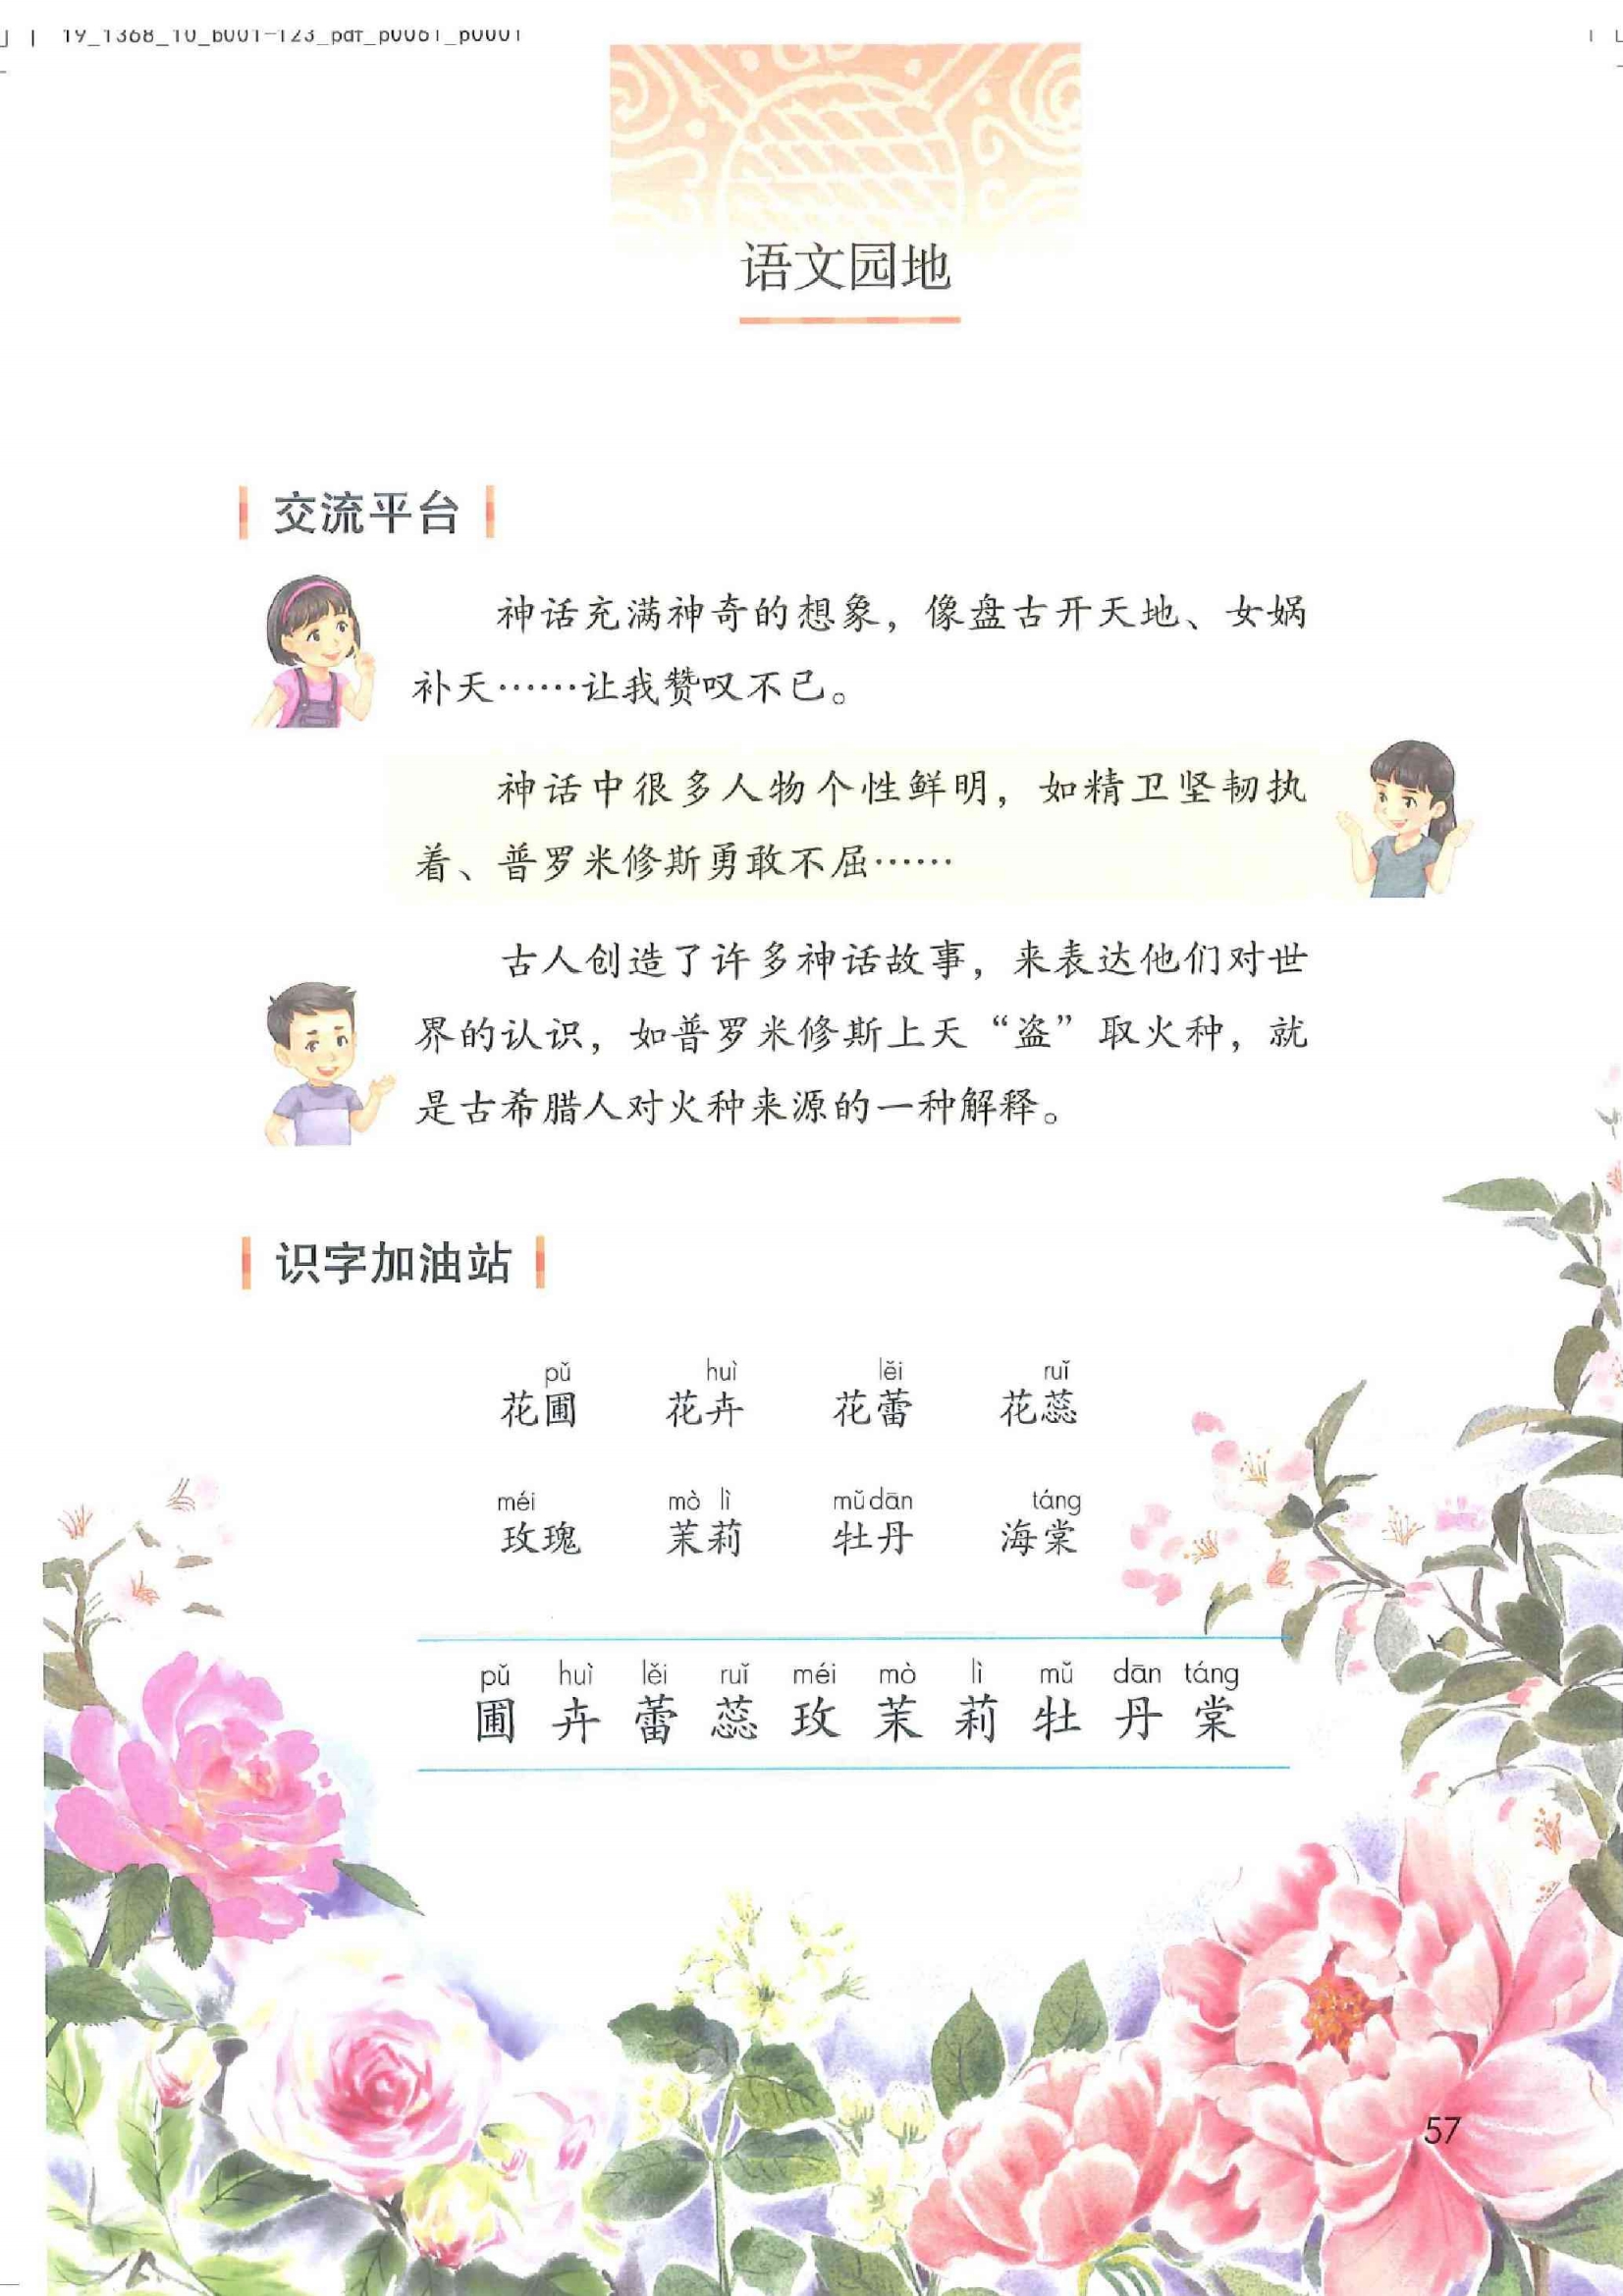 19_1368_10_b001-123_pdf_p0061_p0001
语文园地
交流平台
神话充满神奇的想象，像盘古开天地、女娲
补天……让我赞叹不已。
神话中很多人物个性鲜明，如精卫坚韧执
着、普罗米修斯勇敢不屈……
古人创造了许多神话故事，来表达他们对世
界的认识，如普罗米修斯上天“盗”取火种，就
是古希腊人对火种来源的一种解释。
识字加油站
pǔ huì lěi ruǐ
花圃 花卉 花蕾 花蕊
méi mò lì mǔ dān táng
玫瑰 茉莉 牡丹 海棠
pǔ huì lěi ruǐ méi mò lì mǔ dān táng
圃 卉 蕾 蕊 玫 茉 莉 牡 丹 棠
57